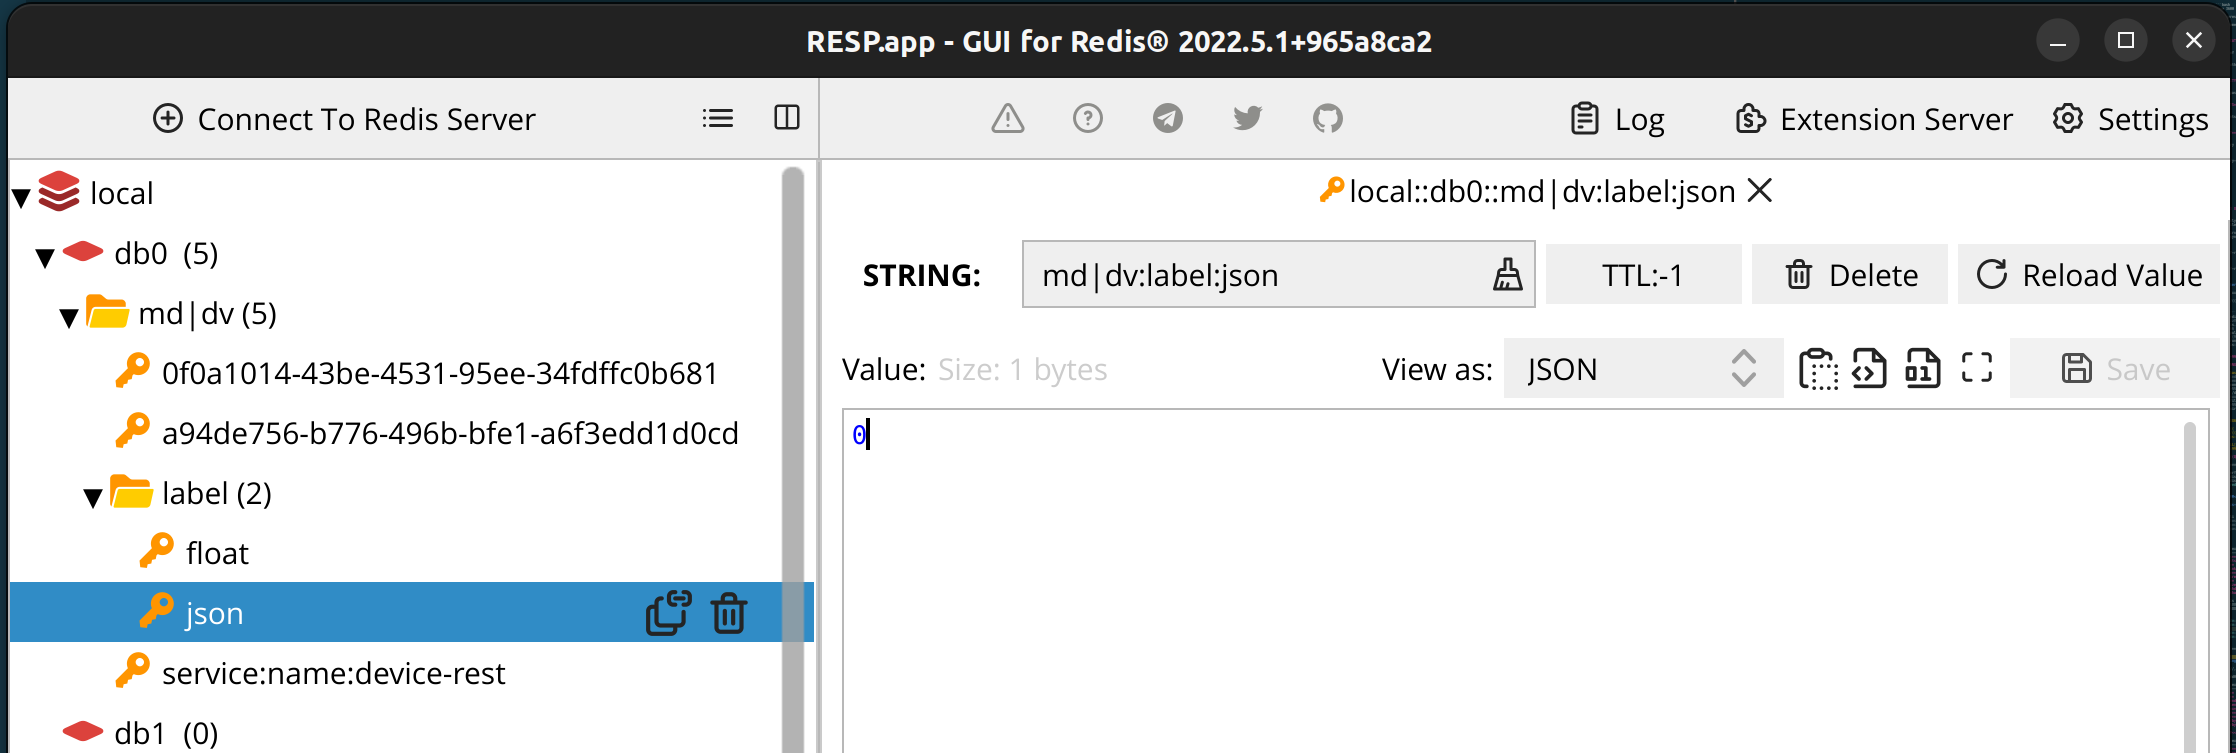 RESP.app - GUI for Redis® 2022.5.1+965a8ca2
Connect To Redis Server
Log
Extension Server
Settings
local
db0 (5)
md|dv (5)
0f0a1014-43be-4531-95ee-34fdffc0b681
a94de756-b776-496b-bfe1-a6f3edd1d0cd
label (2)
float
json
service:name:device-rest
db1 (0)
local::db0::md|dv:label:json
STRING: md|dv:label:json TTL:-1 Delete Reload Value
Value: Size: 1 bytes View as: JSON Save
0